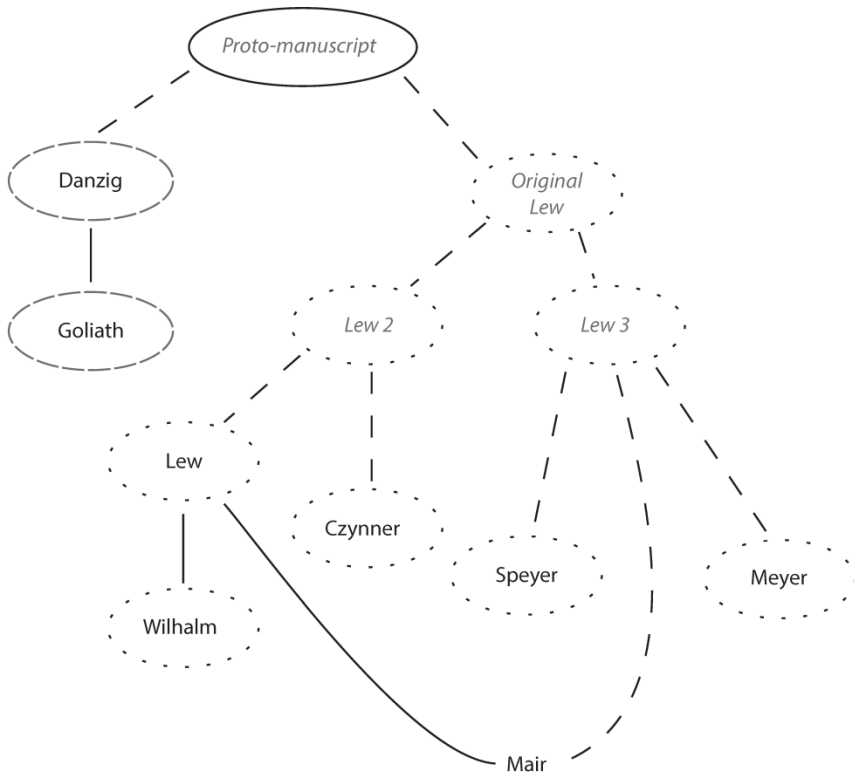 Proto-manuscript
Danzig
Original
Lew
Goliath
Lew 2
Lew 3
Lew
Czynner
Speyer
Meyer
Wilhalm
Mair